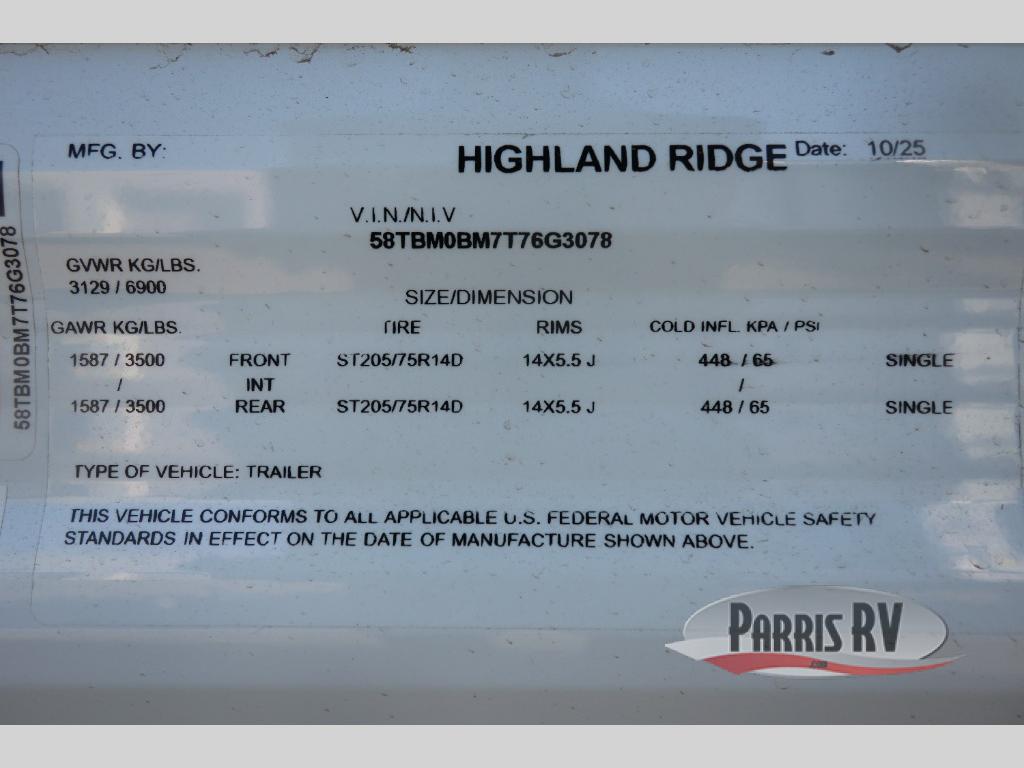 MFG. BY: HIGHLAND RIDGE Date: 10/25
V.I.N./N.I.V
58TBM0BM7T76G3078
58TBM0BM7T76G3078
GVWR KG/LBS.
3129 / 6900
SIZE/DIMENSION
GAWR KG/LBS. TIRE RIMS COLD INFL. KPA / PSI
1587 / 3500 FRONT ST205/75R14D 14X5.5 J 448 / 65 SINGLE
/ INT /
1587 / 3500 REAR ST205/75R14D 14X5.5 J 448 / 65 SINGLE
TYPE OF VEHICLE: TRAILER
THIS VEHICLE CONFORMS TO ALL APPLICABLE U.S. FEDERAL MOTOR VEHICLE SAFETY
STANDARDS IN EFFECT ON THE DATE OF MANUFACTURE SHOWN ABOVE.
PARRIS RV
.com